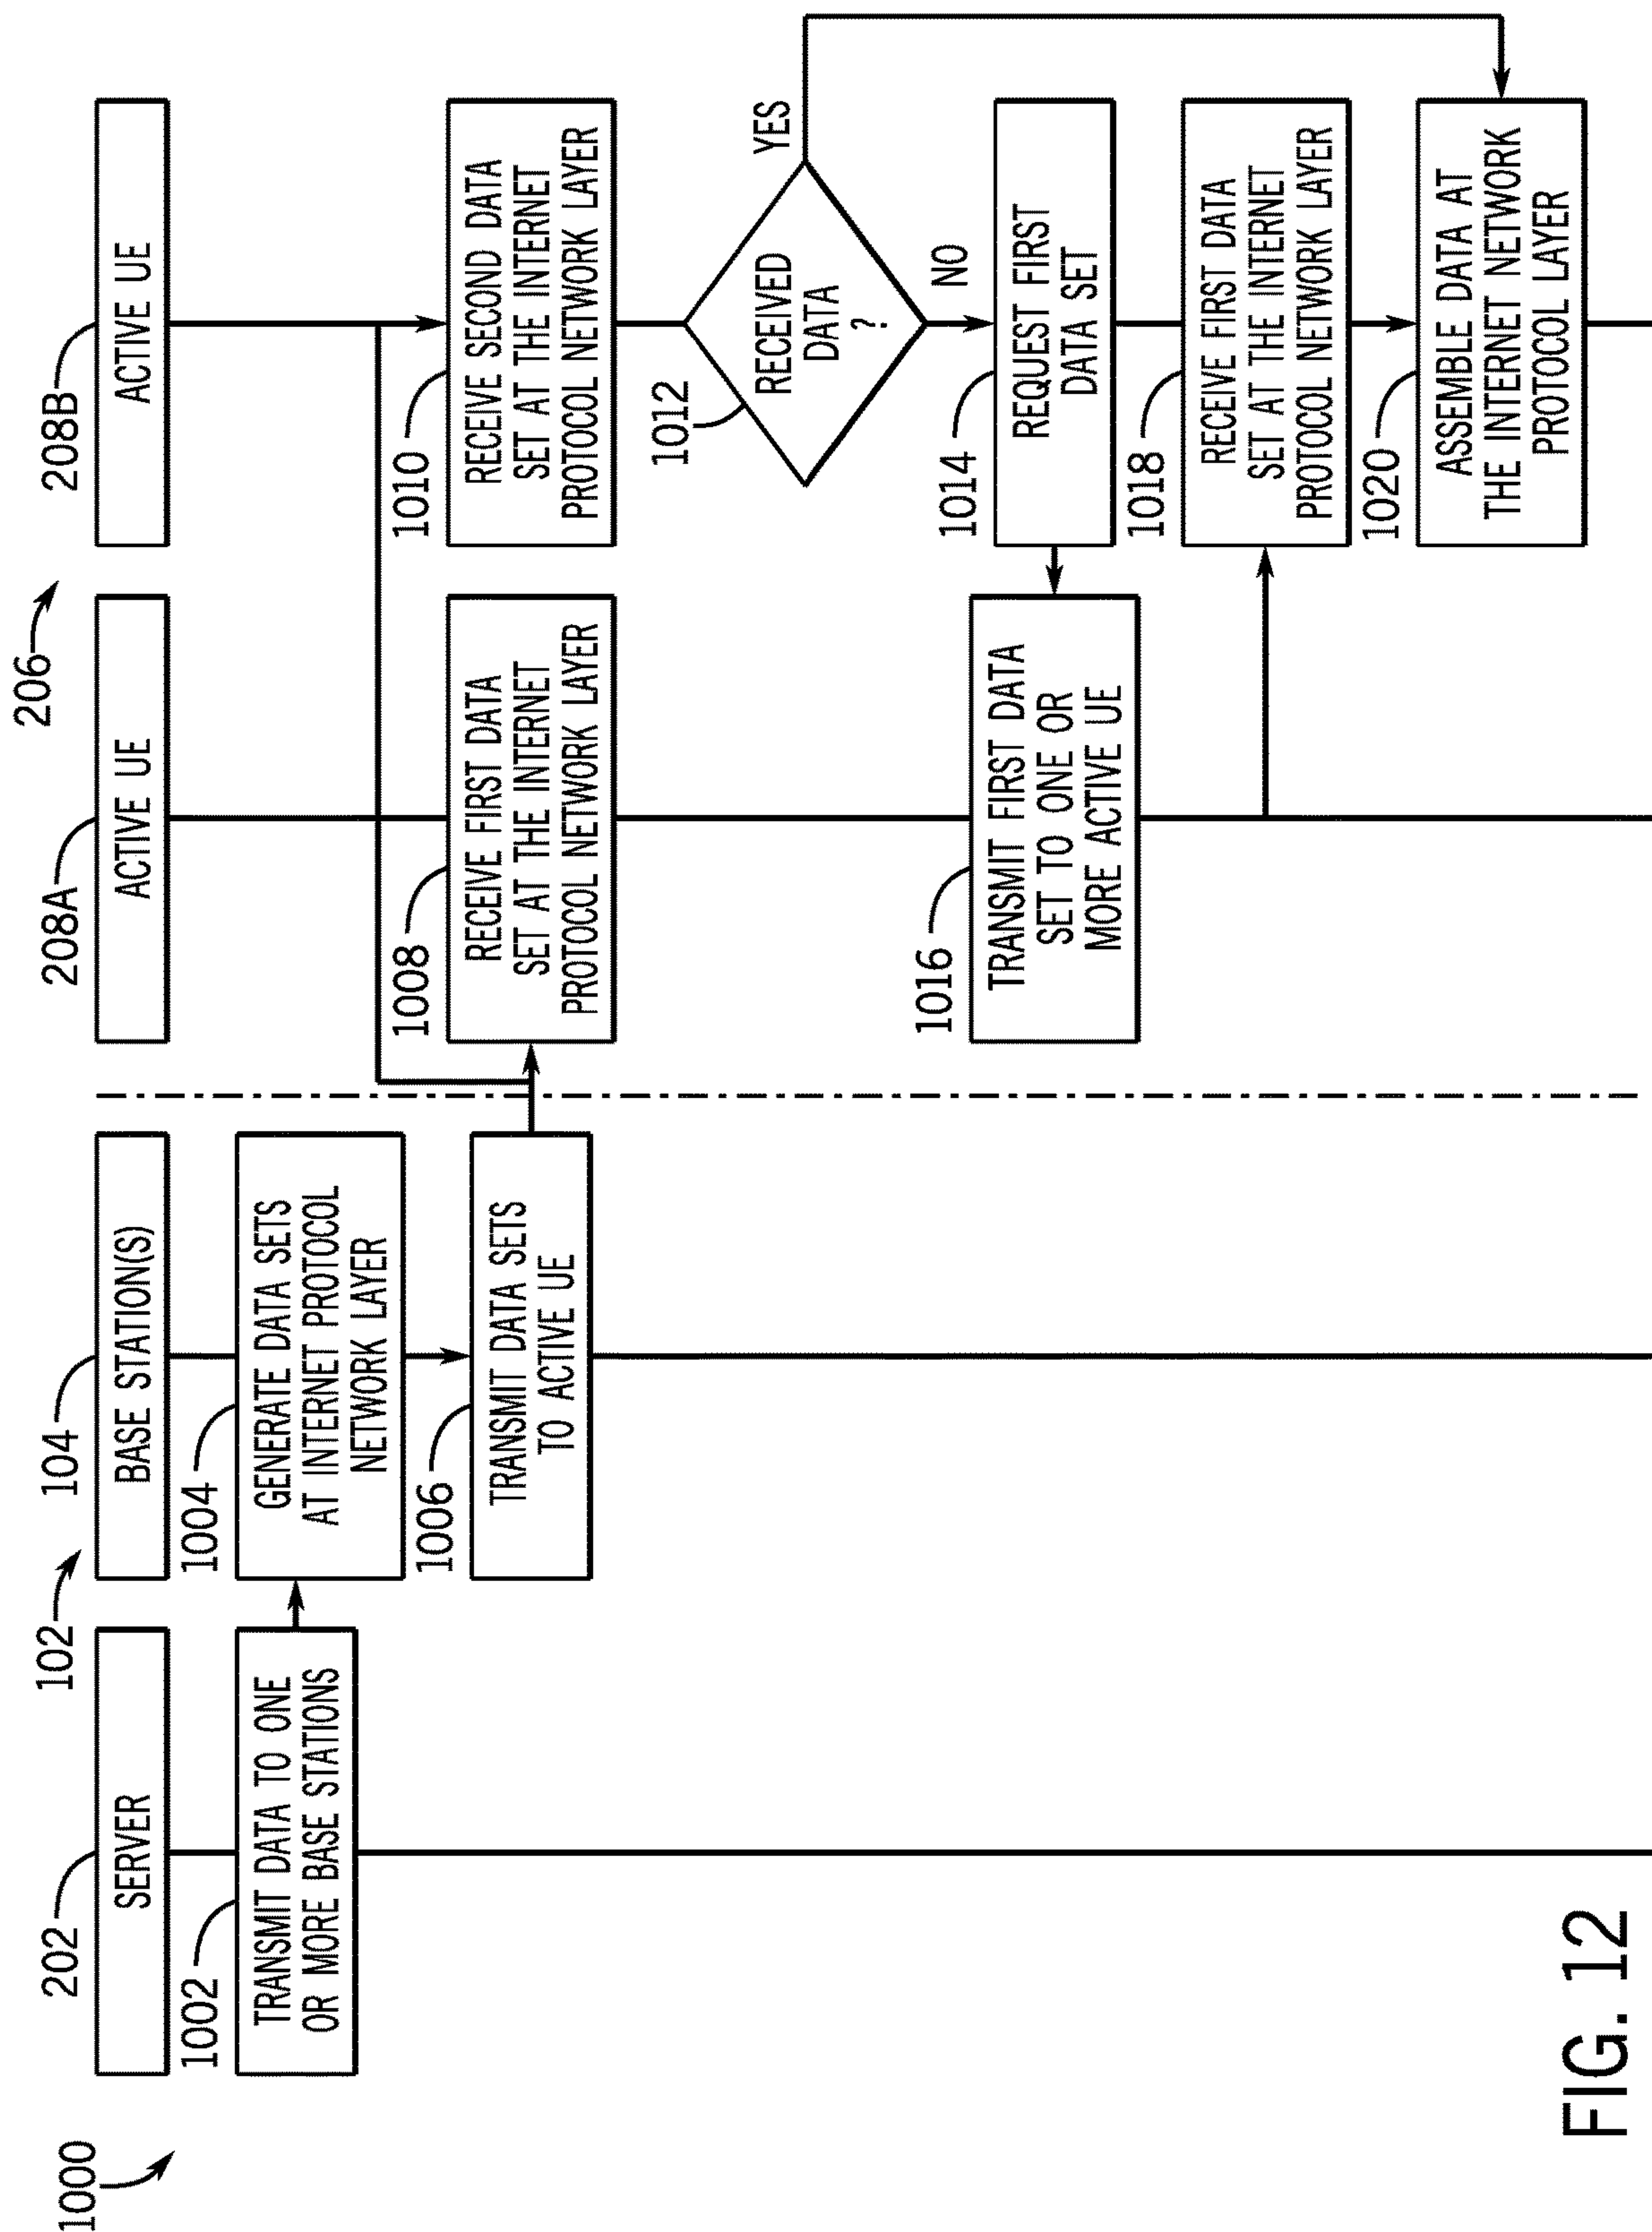 1000
202
102
104
208A
206
208B
SERVER
BASE STATION(S)
ACTIVE UE
ACTIVE UE
1002
TRANSMIT DATA TO ONE
OR MORE BASE STATIONS
1004
GENERATE DATA SETS
AT INTERNET PROTOCOL
NETWORK LAYER
1006
TRANSMIT DATA SETS
TO ACTIVE UE
1008
RECEIVE FIRST DATA
SET AT THE INTERNET
PROTOCOL NETWORK LAYER
1010
RECEIVE SECOND DATA
SET AT THE INTERNET
PROTOCOL NETWORK LAYER
1012
RECEIVED
DATA
?
YES
NO
1014
REQUEST FIRST
DATA SET
1016
TRANSMIT FIRST DATA
SET TO ONE OR
MORE ACTIVE UE
1018
RECEIVE FIRST DATA
SET AT THE INTERNET
PROTOCOL NETWORK LAYER
1020
ASSEMBLE DATA AT
THE INTERNET NETWORK
PROTOCOL LAYER
FIG. 12